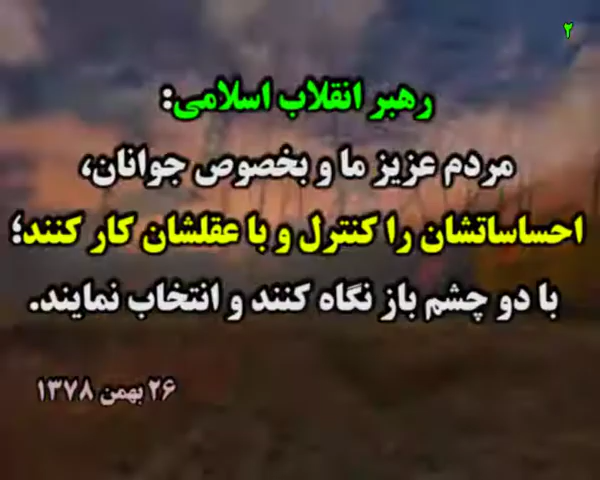 ۲
رهبر انقلاب اسلامی:
مردم عزیز ما و بخصوص جوانان،
احساساتشان را کنترل و با عقلشان کار کنند؛
با دو چشم باز نگاه کنند و انتخاب نمایند.
۲۶ بهمن ۱۳۷۸